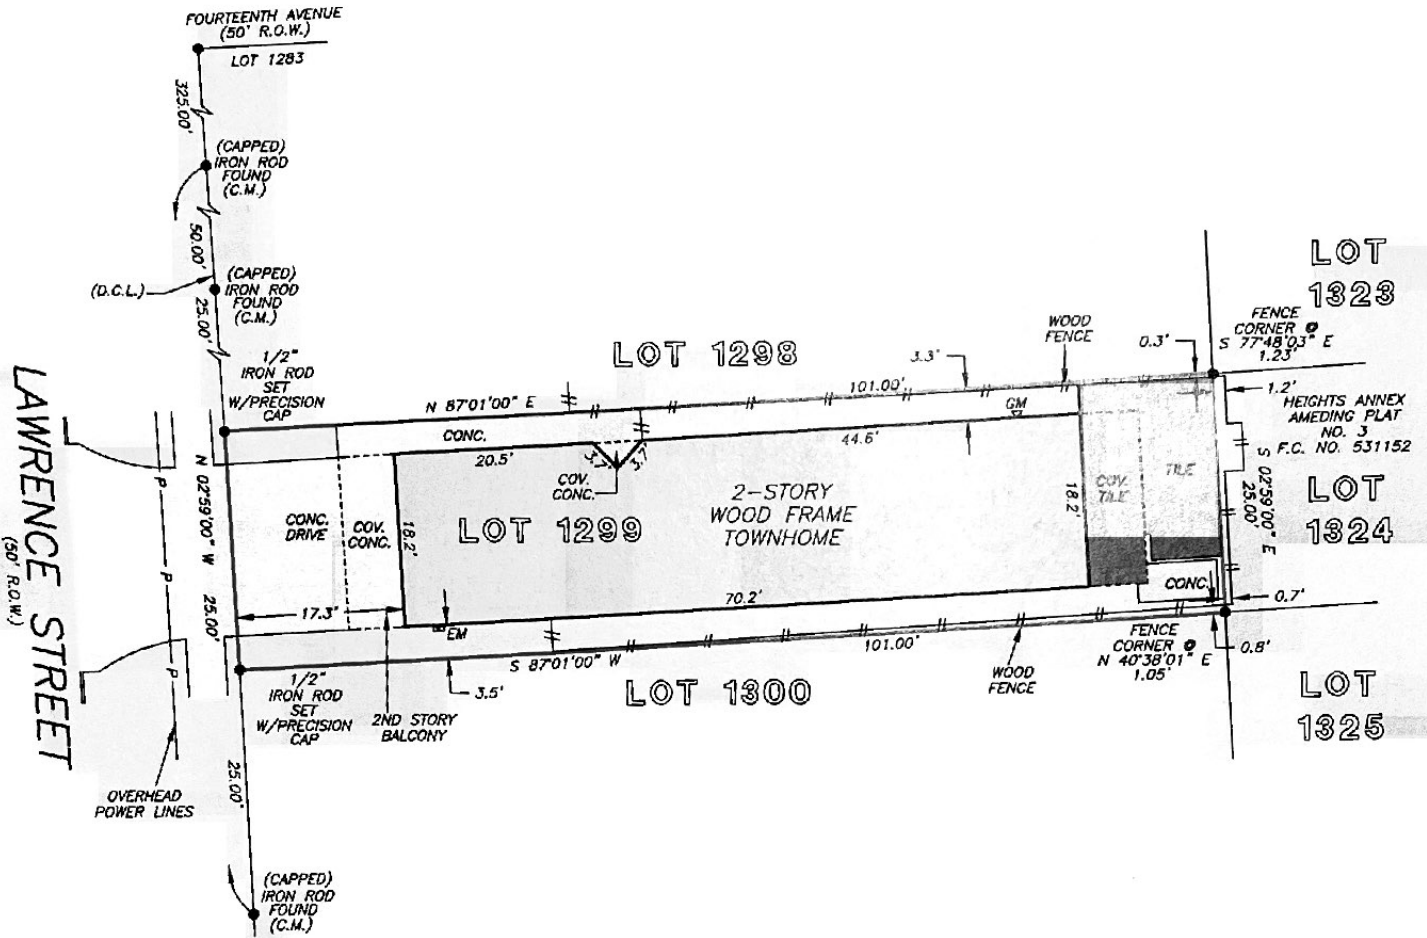 FOURTEENTH AVENUE
(50' R.O.W.)
LOT 1283
325.00'
(CAPPED)
IRON ROD
FOUND
(C.M.)
50.00'
(D.C.L.)
(CAPPED)
IRON ROD
FOUND
(C.M.)
25.00'
1/2"
IRON ROD
SET
W/PRECISION
CAP
LOT 1298
WOOD
FENCE
3.3'
0.3'
LOT
1323
FENCE
CORNER @
S 77°48'03" E
1.23'
1.2'
HEIGHTS ANNEX
AMEDING PLAT
NO. 3
F.C. NO. 531152
N 87°01'00" E
101.00'
CONC.
20.5'
3.7'
3.7'
COV.
CONC.
44.6'
GM
LAWRENCE STREET
(50' R.O.W.)
P
P
P
N 02°59'00" W 25.00'
CONC.
DRIVE
COV.
CONC.
18.2'
LOT 1299
2-STORY
WOOD FRAME
TOWNHOME
18.2'
COV.
TILE
TILE
S 02°59'00" E
25.00'
LOT
1324
17.3'
70.2'
EM
CONC.
0.7'
S 87°01'00" W
101.00'
0.8'
FENCE
CORNER @
N 40°38'01" E
1.05'
WOOD
FENCE
3.5'
LOT 1300
LOT
1325
1/2"
IRON ROD
SET
W/PRECISION
CAP
2ND STORY
BALCONY
OVERHEAD
POWER LINES
25.00'
(CAPPED)
IRON ROD
FOUND
(C.M.)